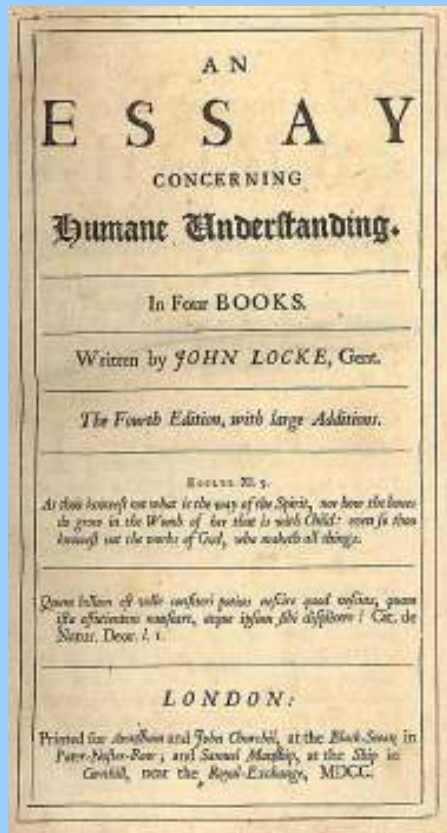 AN
ESSAY
CONCERNING
Humane Understanding.
In Four BOOKS.
Written by JOHN LOCKE, Gent.
The Fourth Edition, with large Additions.
ECCLES. XI. 5.
As thou knowest not what is the way of the Spirit, nor how the bones
do grow in the Womb of her that is with Child: even so thou
knowest not the works of God, who maketh all things.
Quam bellum est velle confiteri potius nescire quod nescias, quam
ista effutientem nauseare, atque ipsum sibi displicere! Cic. de
Natur. Deor. l. 1.
LONDON:
Printed for Awnsham and John Churchil, at the Black-Swan in
Pater-Noster-Row, and Samuel Manship, at the Ship in
Cornhill, near the Royal-Exchange, MDCC.